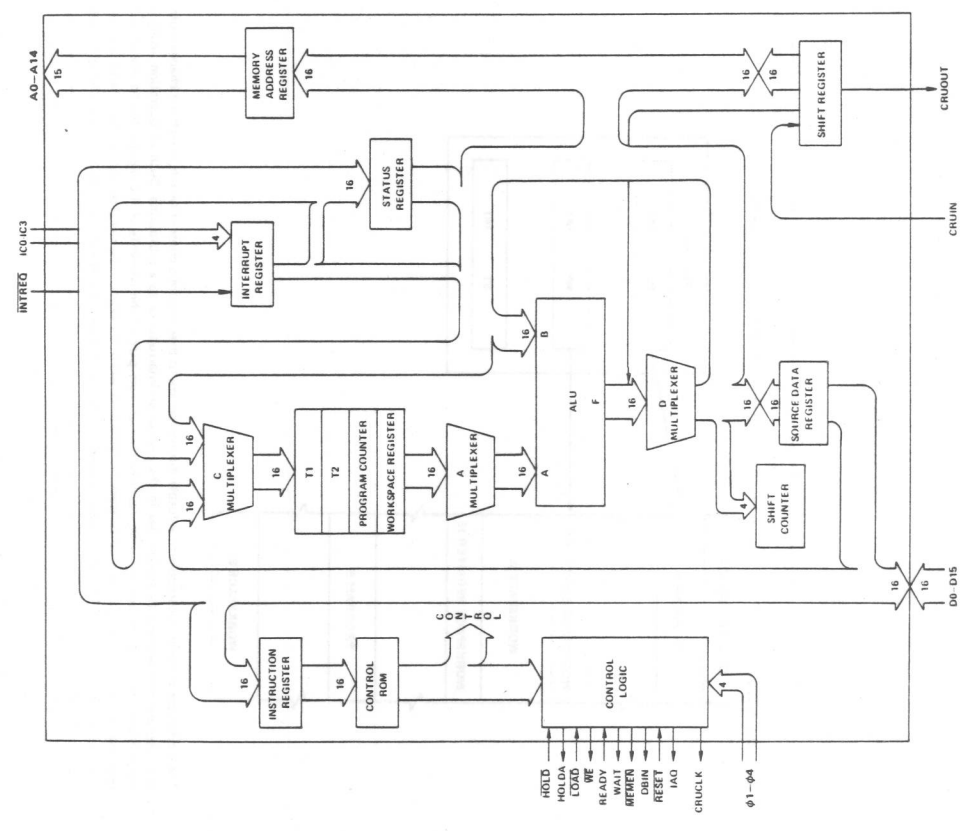 A0–A14
15
MEMORY
ADDRESS
REGISTER
16
16
16
SHIFT REGISTER
CRUOUT
CRUIN
IC0 IC3
INTREQ
4
INTERRUPT
REGISTER
16
STATUS
REGISTER
16
16
C
MULTIPLEXER
16
T1
T2
PROGRAM COUNTER
WORKSPACE REGISTER
16
A
MULTIPLEXER
16
16
A
B
ALU
F
16
D
MULTIPLEXER
16
16
SOURCE DATA
REGISTER
4
SHIFT
COUNTER
16
16
D0–D15
16
INSTRUCTION
REGISTER
16
CONTROL
ROM
CONTROL
CONTROL
LOGIC
4
HOLD
HOLDA
LOAD
WE
READY
WAIT
MEMEN
DBIN
RESET
IAQ
CRUCLK
ϕ1–ϕ4